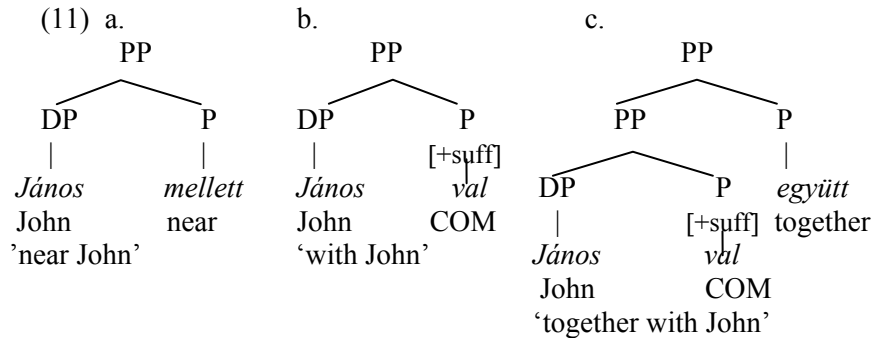 (11) a. b. c.
PP PP PP
DP P DP P PP P
[+suff]
János mellett János val DP P együtt
John near John COM [+suff] together
’near John’ ‘with John’ János val
John COM
‘together with John’